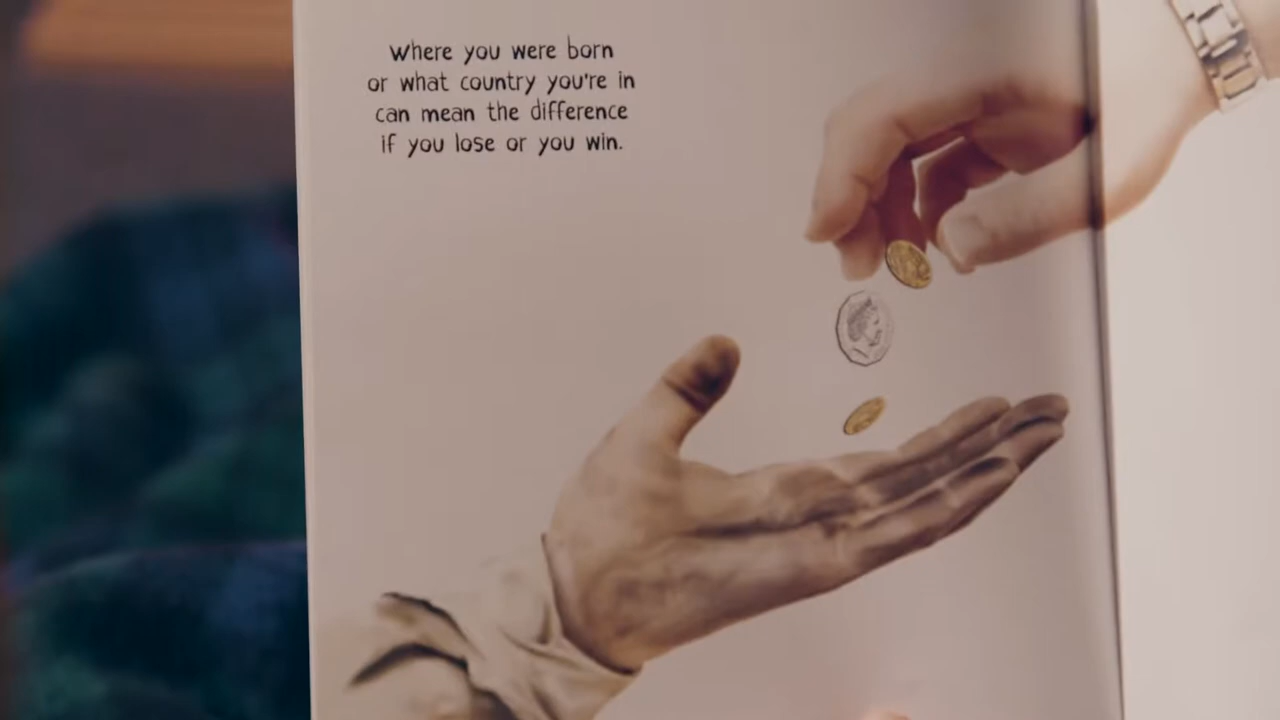 Where you were born
or what country you're in
can mean the difference
if you lose or you win.